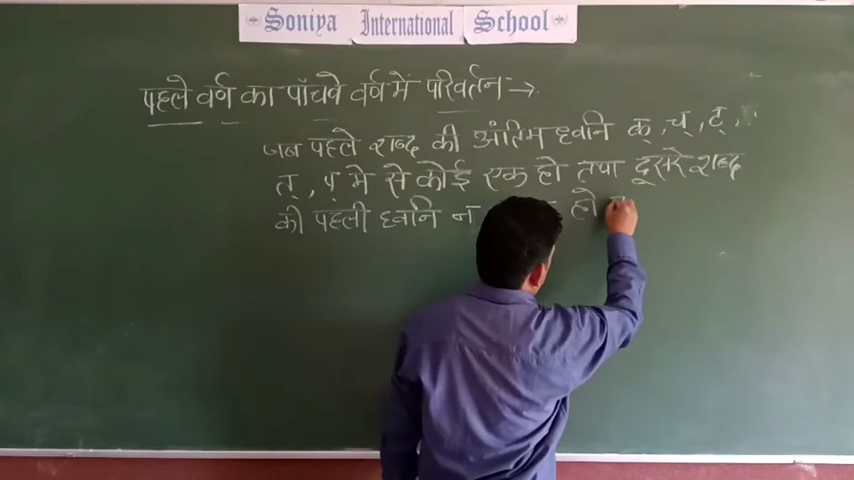 Soniya International School
पहले वर्ण का पाँचवे वर्ण में परिवर्तन →
जब पहले शब्द की अंतिम ध्वनि क्, च्, ट्,
त्, प् मे से कोई एक हो तथा दूसरे शब्द
की पहली ध्वनि न हो